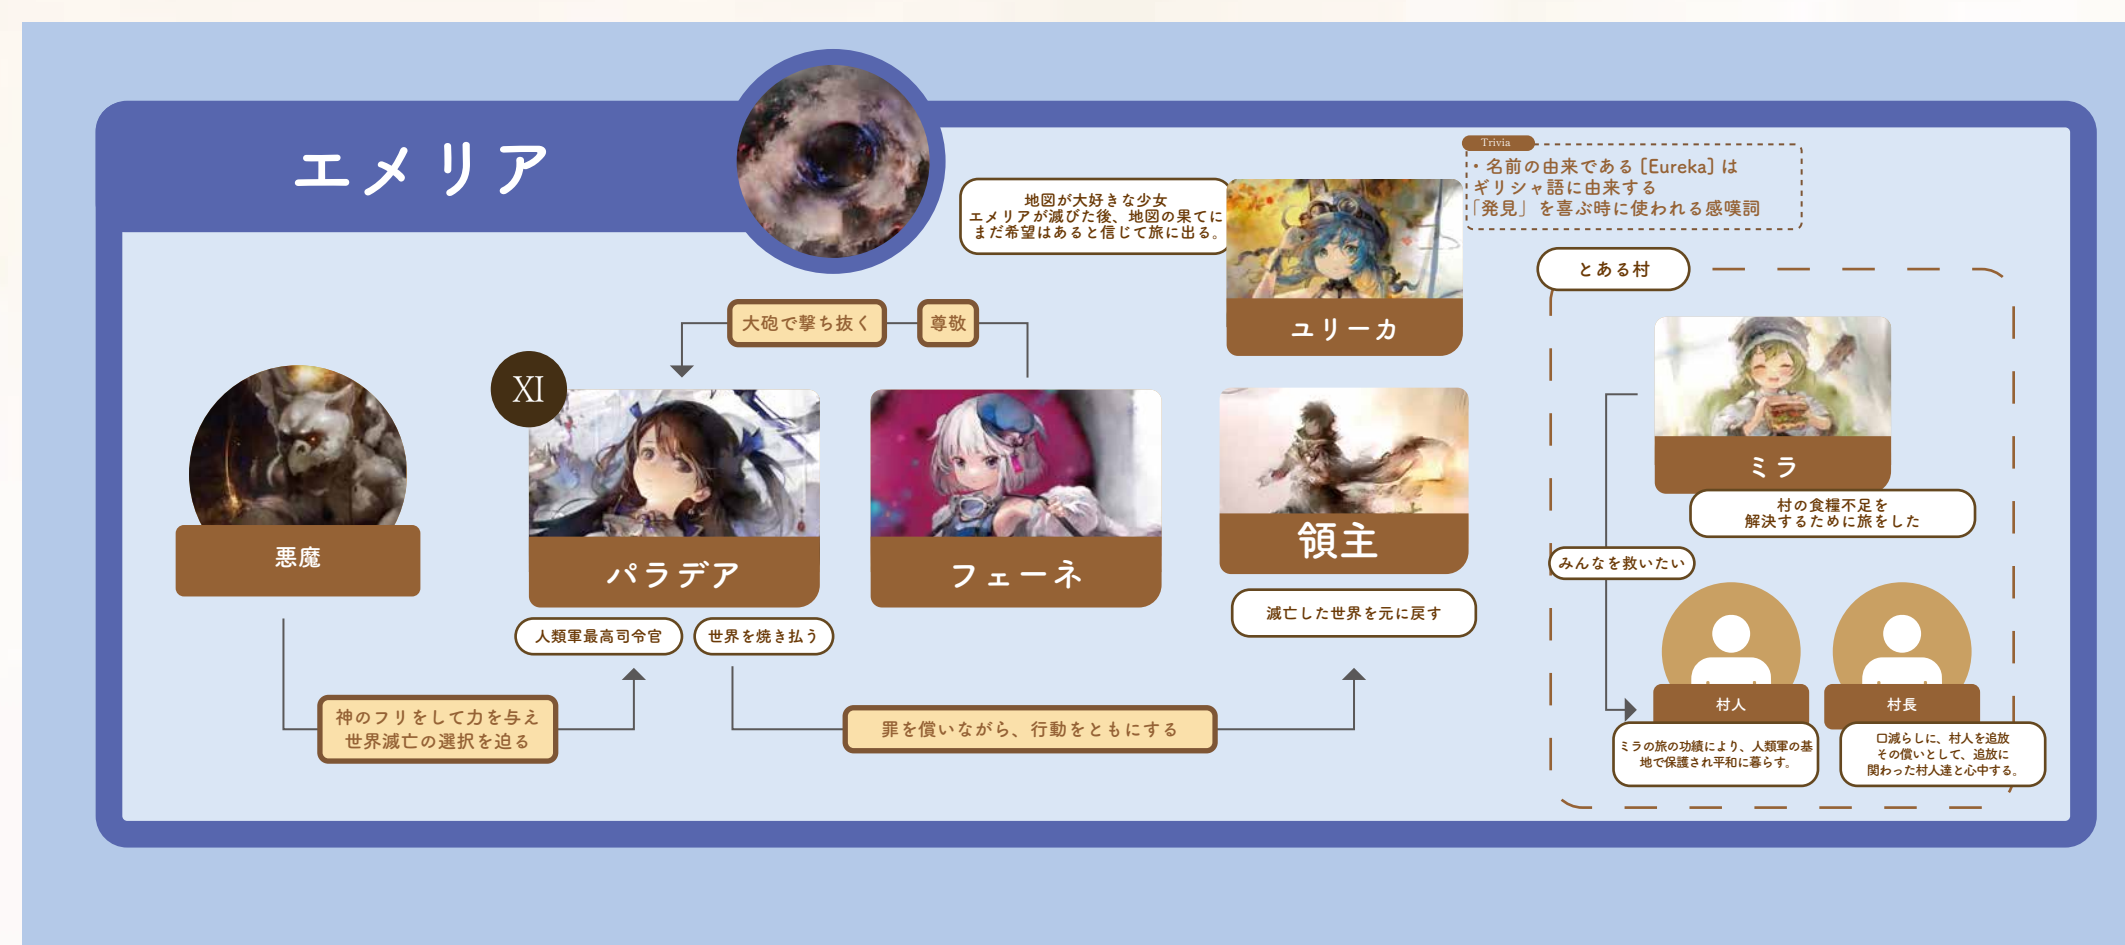 エメリア
地図が大好きな少女
エメリアが滅びた後、地図の果てに
まだ希望はあると信じて旅に出る。
ユリーカ
Trivia
・名前の由来である [Eureka] は
ギリシャ語に由来する
「発見」を喜ぶ時に使われる感嘆詞
とある村
大砲で撃ち抜く
尊敬
XI
悪魔
パラデア
フェーネ
領主
ミラ
村の食糧不足を
解決するために旅をした
みんなを救いたい
人類軍最高司令官
世界を焼き払う
滅亡した世界を元に戻す
神のフリをして力を与え
世界滅亡の選択を迫る
罪を償いながら、行動をともにする
村人
村長
ミラの旅の功績により、人類軍の基
地で保護され平和に暮らす。
口減らしに、村人を追放
その償いとして、追放に
関わった村人達と心中する。